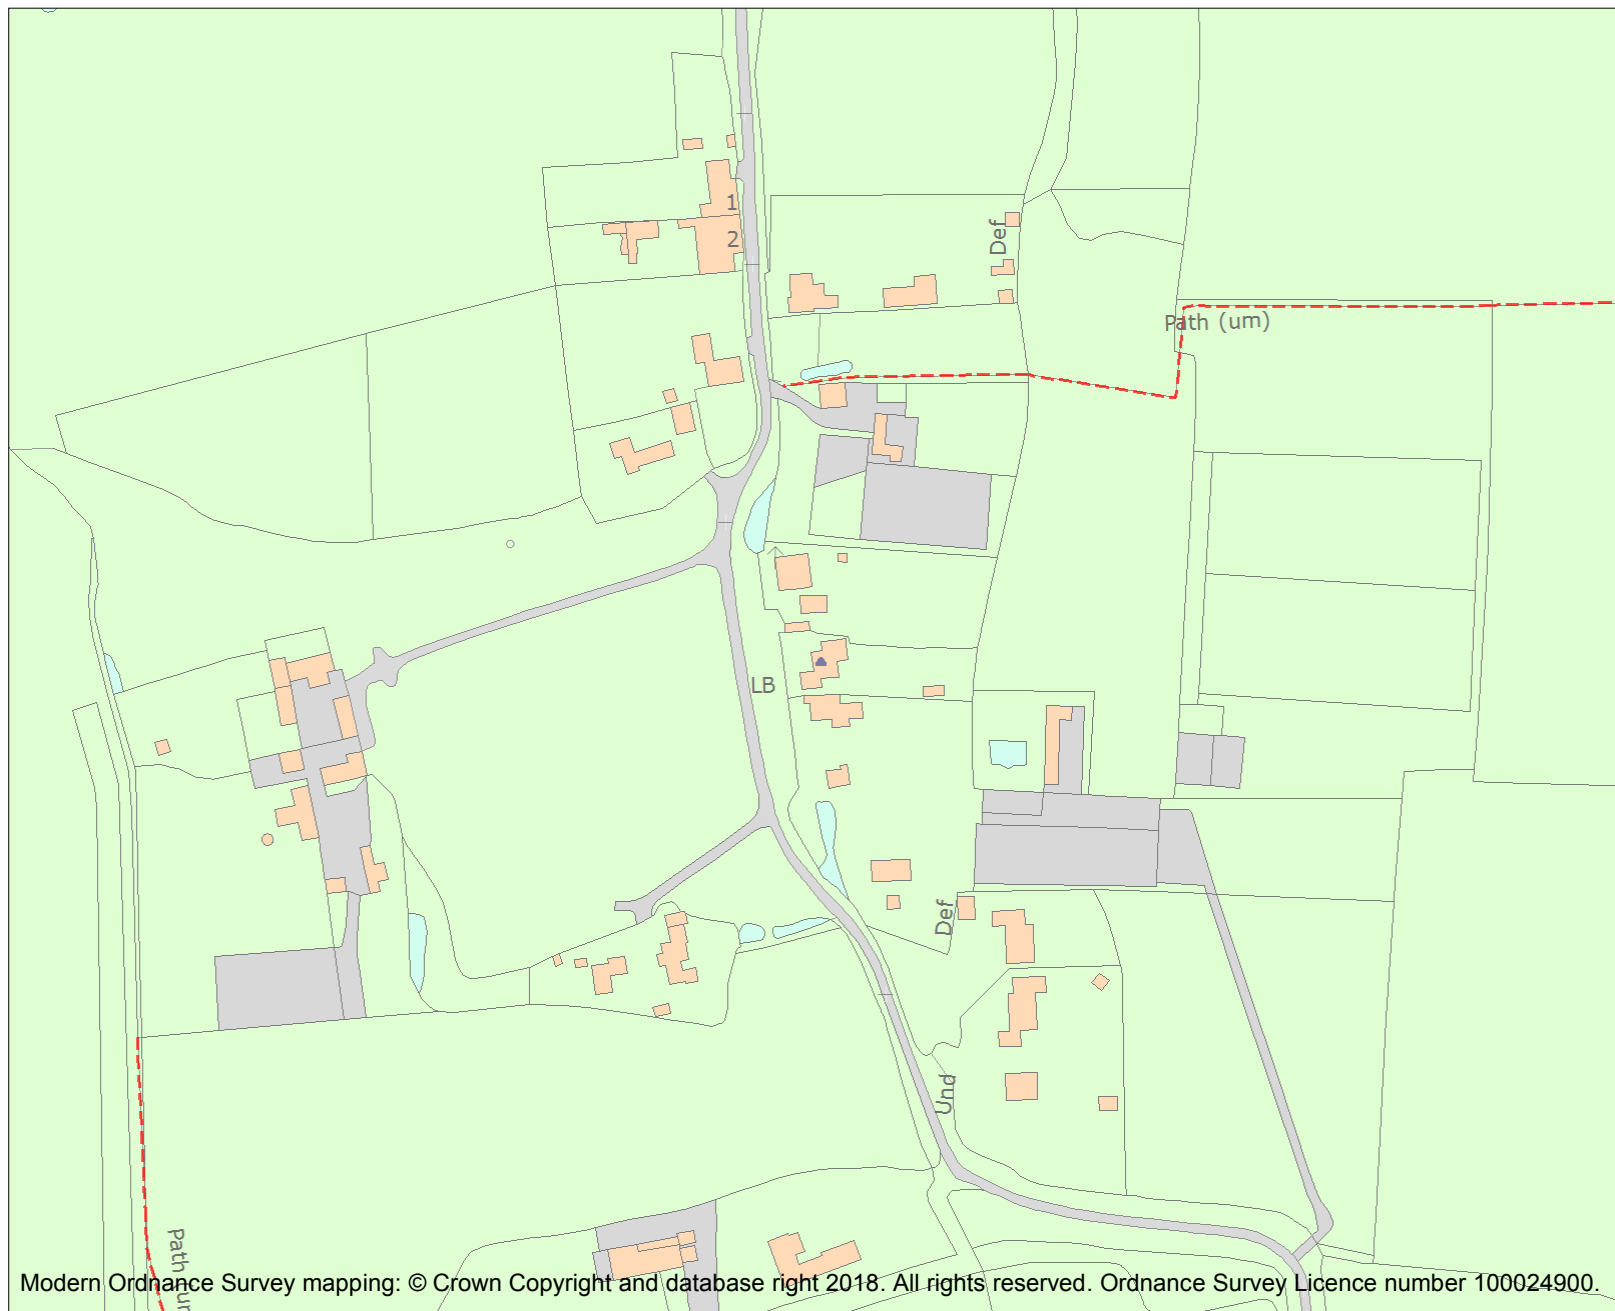 1
2
Def
Path (um)
LB
Def
Und
Path
Modern Ordnance Survey mapping: © Crown Copyright and database right 2018. All rights reserved. Ordnance Survey Licence number 100024900.